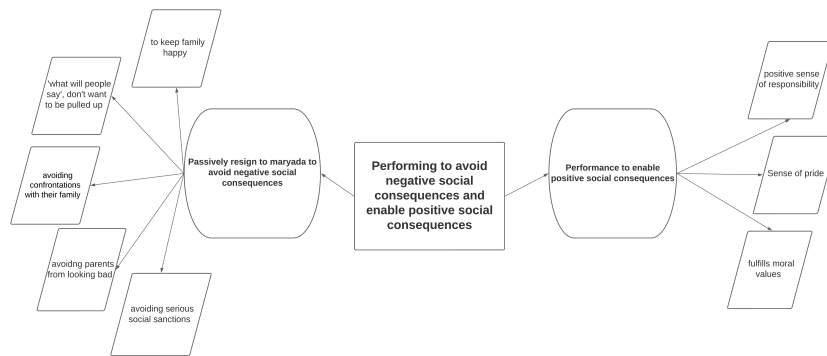 to keep family
happy
'what will people
say', don't want
to be pulled up
avoiding
confrontations
with their family
avoidng parents
from looking bad
avoiding serious
social sanctions
Passively resign to maryada to
avoid negative social
consequences
Performing to avoid
negative social
consequences and
enable positive social
consequences
Performance to enable
positive social consequences
positive sense
of responsibility
Sense of pride
fulfills moral
values